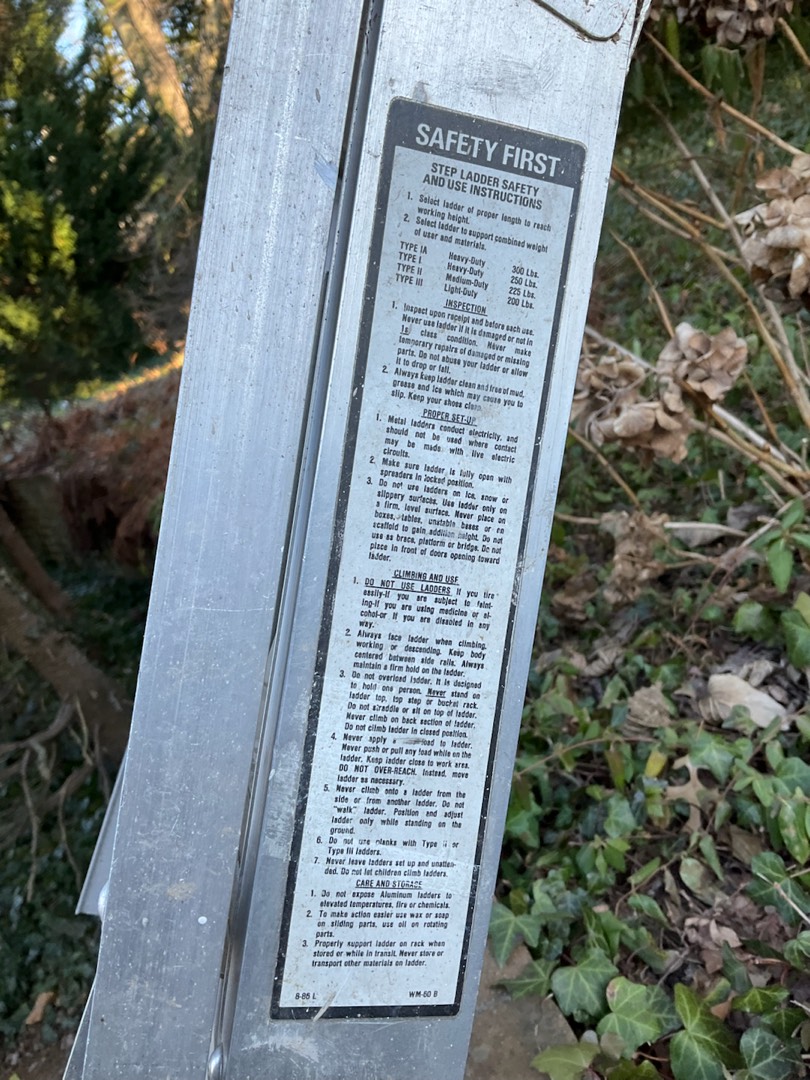 SAFETY FIRST
STEP LADDER SAFETY
AND USE INSTRUCTIONS
1. Select ladder of proper length to reach
working height.
2. Select ladder to support combined weight
of user and materials.
TYPE IA Heavy-Duty 300 Lbs.
TYPE I Heavy-Duty 250 Lbs.
TYPE II Medium-Duty 225 Lbs.
TYPE III Light-Duty 200 Lbs.
INSPECTION
1. Inspect upon receipt and before each use.
Never use ladder if it is damaged or not in
1s class condition. Never make
temporary repairs of damaged or missing
parts. Do not abuse your ladder or allow
it to drop or fall.
2. Always keep ladder clean and free of mud,
grease and ice which may cause you to
slip. Keep your shoes clean.
PROPER SET-UP
1. Metal ladders conduct electricity, and
should not be used where contact
may be made with live electric
circuits.
2. Make sure ladder is fully open with
spreaders in locked position.
3. Do not use ladders on ice, snow or
slippery surfaces. Use ladder only on
a firm, level surface. Never place on
boxes, tables, unstable bases or on
scaffold to gain addition height. Do not
use as brace, platform or bridge. Do not
place in front of doors opening toward
ladder.
CLIMBING AND USE
1. DO NOT USE LADDERS if you tire
easily-if you are subject to faint-
ing-if you are using medicine or al-
cohol-or if you are disabled in any
way.
2. Always face ladder when climbing,
working or descending. Keep body
centered between side rails. Always
maintain a firm hold on the ladder.
3. Do not overload ladder. It is designed
to hold one person. Never stand on
ladder top, top step or bucket rack.
Do not straddle or sit on top of ladder.
Never climb on back section of ladder.
Do not climb ladder in closed position.
4. Never apply a load to ladder.
Never push or pull any load while on the
ladder. Keep ladder close to work area.
DO NOT OVER-REACH. Instead, move
ladder as necessary.
5. Never climb onto a ladder from the
side or from another ladder. Do not
"walk" ladder. Position and adjust
ladder only while standing on the
ground.
6. Do not use planks with Type II or
Type III ladders.
7. Never leave ladders set up and unatten-
ded. Do not let children climb ladders.
CARE AND STORAGE
1. Do not expose Aluminum ladders to
elevated temperatures, fire or chemicals.
2. To make action easier use wax or soap
on sliding parts, use oil on rotating
parts.
3. Properly support ladder on rack when
stored or while in transit. Never store or
transport other materials on ladder.
8-86 L WM-60 B